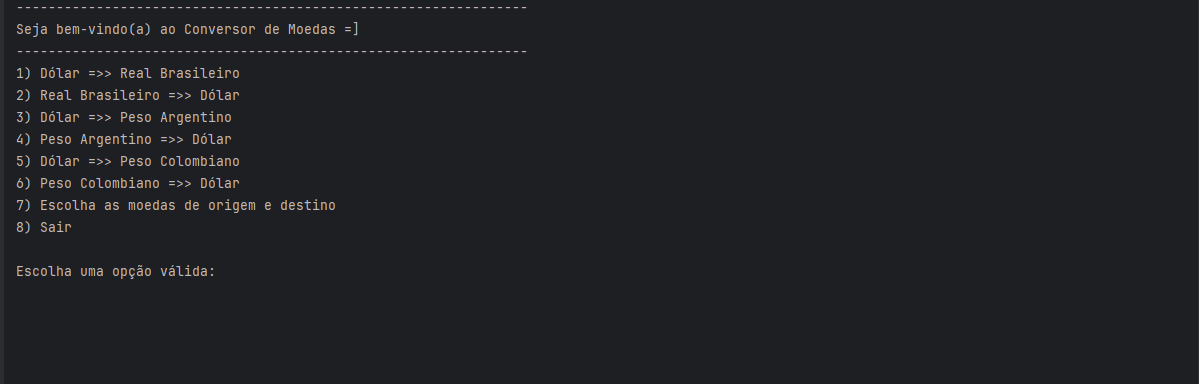 ----------------------------------------------------------------
Seja bem-vindo(a) ao Conversor de Moedas =]
----------------------------------------------------------------
1) Dólar =>> Real Brasileiro
2) Real Brasileiro =>> Dólar
3) Dólar =>> Peso Argentino
4) Peso Argentino =>> Dólar
5) Dólar =>> Peso Colombiano
6) Peso Colombiano =>> Dólar
7) Escolha as moedas de origem e destino
8) Sair
Escolha uma opção válida: